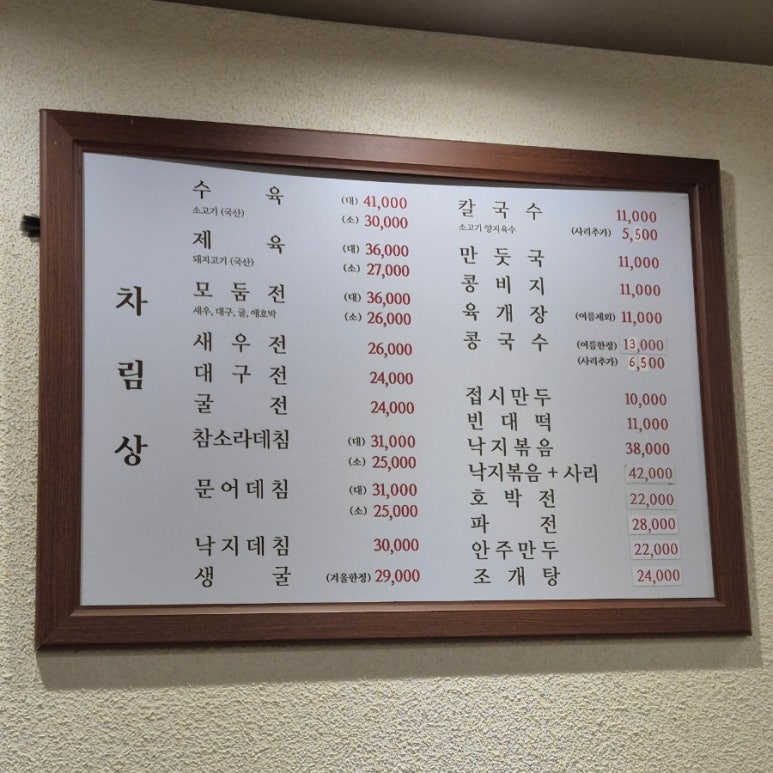 차림상
수육 (대) 41,000
소고기 (국산) (소) 30,000
제육 (대) 36,000
돼지고기 (국산) (소) 27,000
모둠전 (대) 36,000
새우, 대구, 굴, 애호박 (소) 26,000
새우전 26,000
대구전 24,000
굴전 24,000
참소라데침 (대) 31,000
(소) 25,000
문어데침 (대) 31,000
(소) 25,000
낙지데침 30,000
생굴 (겨울한정) 29,000
칼국수 11,000
소고기 양지육수 (사리추가) 5,500
만둣국 11,000
콩비지 11,000
육개장 (여름제외) 11,000
콩국수 (여름한정) 13,000
(사리추가) 6,500
접시만두 10,000
빈대떡 11,000
낙지볶음 38,000
낙지볶음+사리 42,000
호박전 22,000
파전 28,000
안주만두 22,000
조개탕 24,000